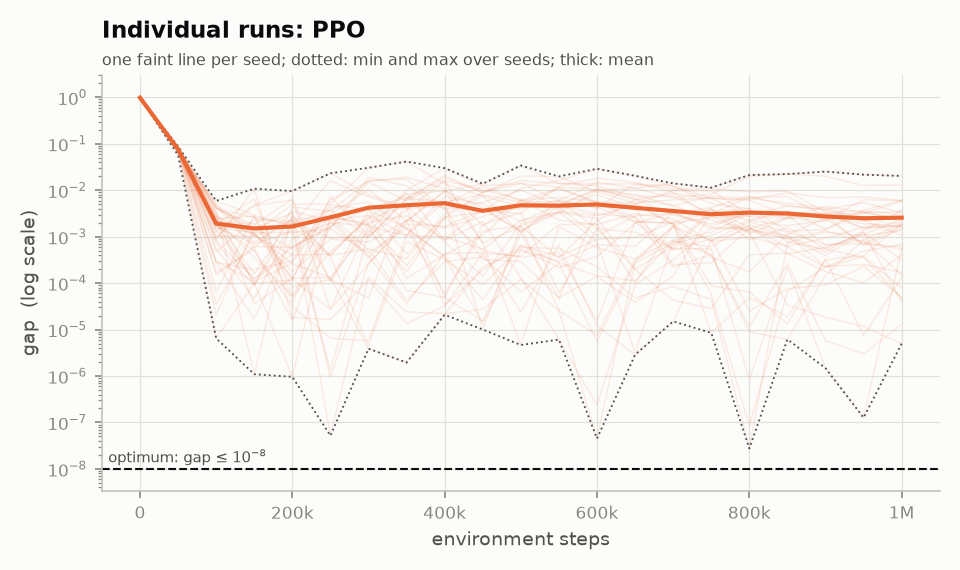 Individual runs: PPO
one faint line per seed; dotted: min and max over seeds; thick: mean
gap (log scale)
10⁰
10⁻¹
10⁻²
10⁻³
10⁻⁴
10⁻⁵
10⁻⁶
10⁻⁷
10⁻⁸
optimum: gap ≤ 10⁻⁸
0 200k 400k 600k 800k 1M
environment steps